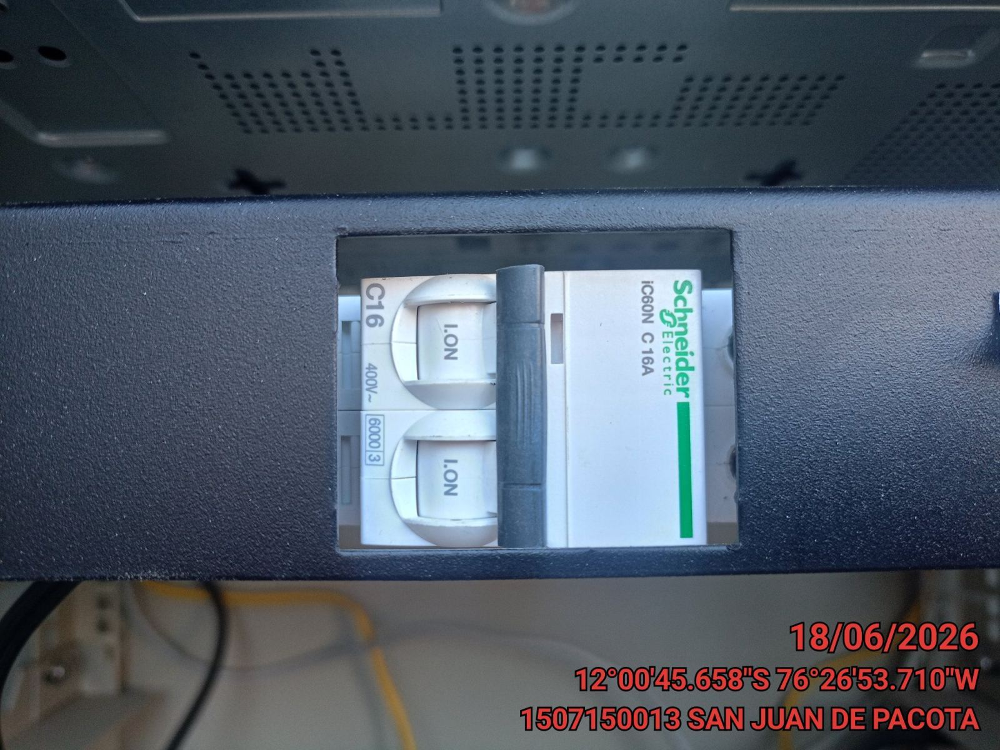 Schneider
Electric
iC60N C 16A
I.ON
I.ON
C16
400V~
6000 3
18/06/2026
12°00'45.658"S 76°26'53.710"W
1507150013 SAN JUAN DE PACOTA